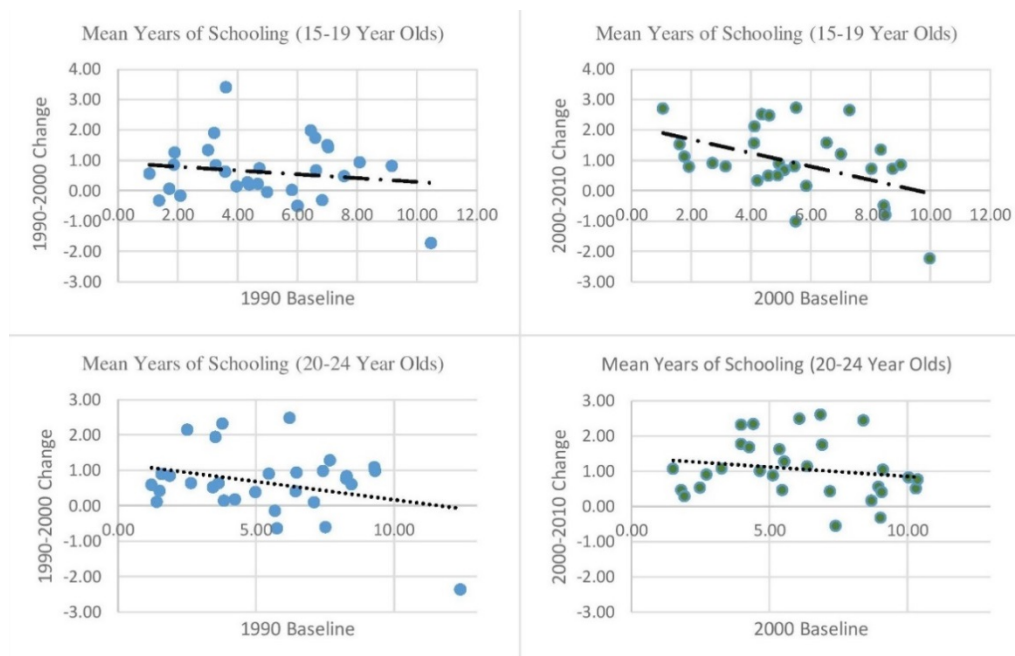 Mean Years of Schooling (15-19 Year Olds)
4.00
3.00
2.00
1.00
0.00
-1.00
-2.00
-3.00
0.00 2.00 4.00 6.00 8.00 10.00 12.00
1990-2000 Change
1990 Baseline
Mean Years of Schooling (15-19 Year Olds)
4.00
3.00
2.00
1.00
0.00
-1.00
-2.00
-3.00
0.00 2.00 4.00 6.00 8.00 10.00 12.00
2000-2010 Change
2000 Baseline
Mean Years of Schooling (20-24 Year Olds)
3.00
2.00
1.00
0.00
-1.00
-2.00
-3.00
0.00 5.00 10.00
1990-2000 Change
1990 Baseline
Mean Years of Schooling (20-24 Year Olds)
3.00
2.00
1.00
0.00
-1.00
-2.00
-3.00
0.00 5.00 10.00
2000-2010 Change
2000 Baseline